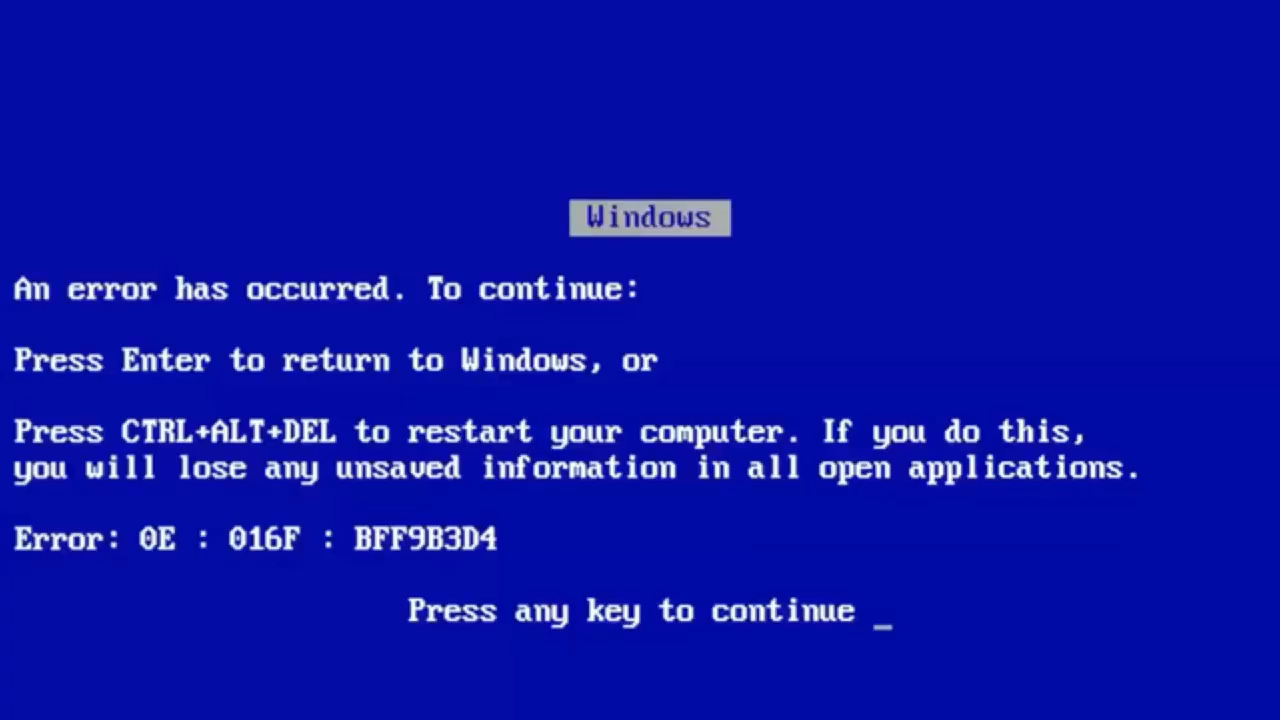 Windows
An error has occurred. To continue:
Press Enter to return to Windows, or
Press CTRL+ALT+DEL to restart your computer. If you do this,
you will lose any unsaved information in all open applications.
Error: 0E : 016F : BFF9B3D4
Press any key to continue _